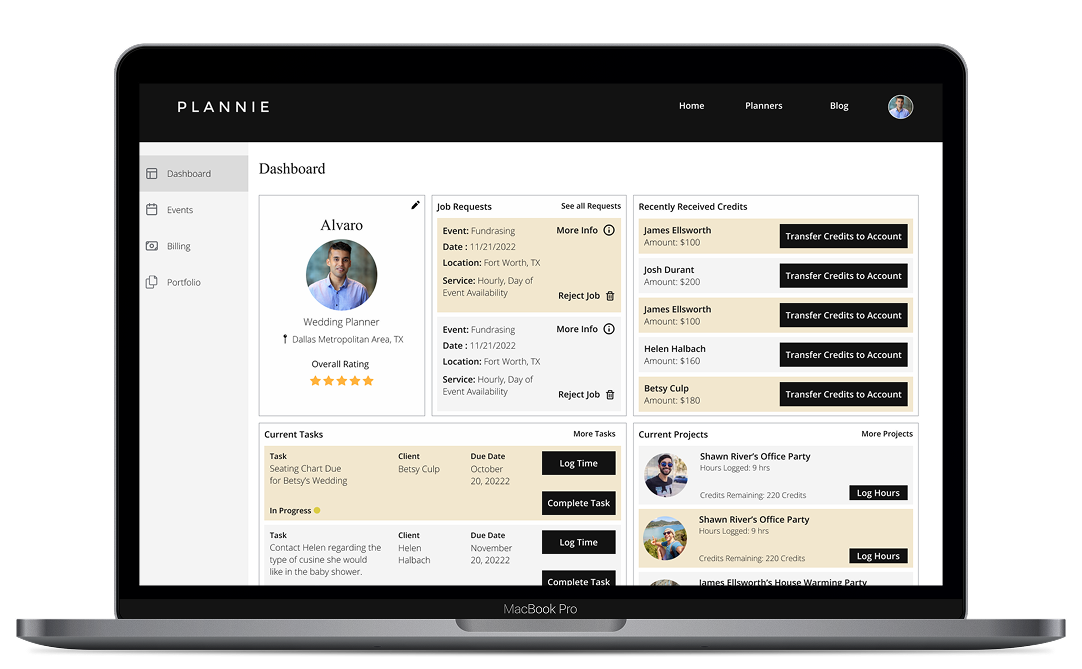 PLANNIE
Home
Planners
Blog
Dashboard
Events
Billing
Portfolio
Dashboard
Alvaro
Wedding Planner
Dallas Metropolitan Area, TX
Overall Rating
Job Requests
See all Requests
Event: Fundrasing
More Info
Date : 11/21/2022
Location: Fort Worth, TX
Service: Hourly, Day of
Event Availability
Reject Job
Event: Fundrasing
More Info
Date : 11/21/2022
Location: Fort Worth, TX
Service: Hourly, Day of
Event Availability
Reject Job
Recently Received Credits
James Ellsworth
Amount: $100
Transfer Credits to Account
Josh Durant
Amount: $200
Transfer Credits to Account
James Ellsworth
Amount: $100
Transfer Credits to Account
Helen Halbach
Amount: $160
Transfer Credits to Account
Betsy Culp
Amount: $180
Transfer Credits to Account
Current Tasks
More Tasks
Task
Seating Chart Due
for Betsy's Wedding
In Progress
Client
Betsy Culp
Due Date
October
20, 20222
Log Time
Complete Task
Task
Contact Helen regarding the
type of cusine she would
like in the baby shower.
Client
Helen
Halbach
Due Date
November
20, 20222
Log Time
Complete Task
Current Projects
More Projects
Shawn River's Office Party
Hours Logged: 9 hrs
Credits Remaining: 220 Credits
Log Hours
Shawn River's Office Party
Hours Logged: 9 hrs
Credits Remaining: 220 Credits
Log Hours
James Ellsworth's House Warming Party
MacBook Pro